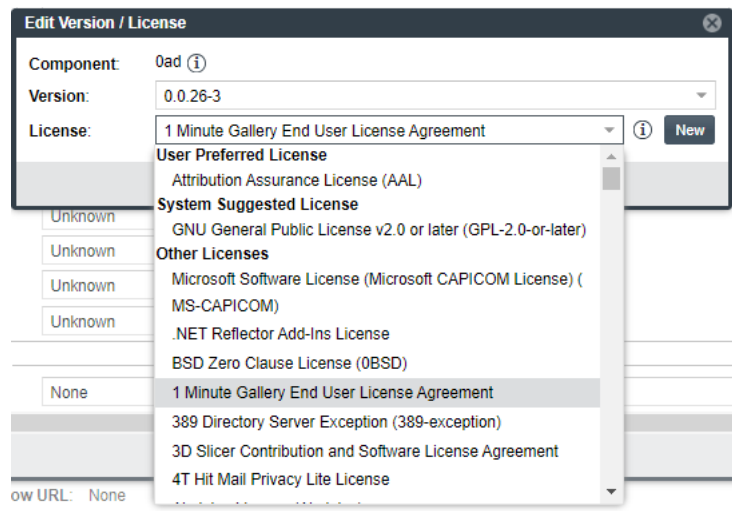 Edit Version / License
Component: 0ad
Version: 0.0.26-3
License: 1 Minute Gallery End User License Agreement New
User Preferred License
Attribution Assurance License (AAL)
System Suggested License
Unknown
GNU General Public License v2.0 or later (GPL-2.0-or-later)
Other Licenses
Unknown
Microsoft Software License (Microsoft CAPICOM License) (
Unknown
MS-CAPICOM)
Unknown
.NET Reflector Add-Ins License
BSD Zero Clause License (0BSD)
None
1 Minute Gallery End User License Agreement
389 Directory Server Exception (389-exception)
3D Slicer Contribution and Software License Agreement
4T Hit Mail Privacy Lite License
ow URL: None